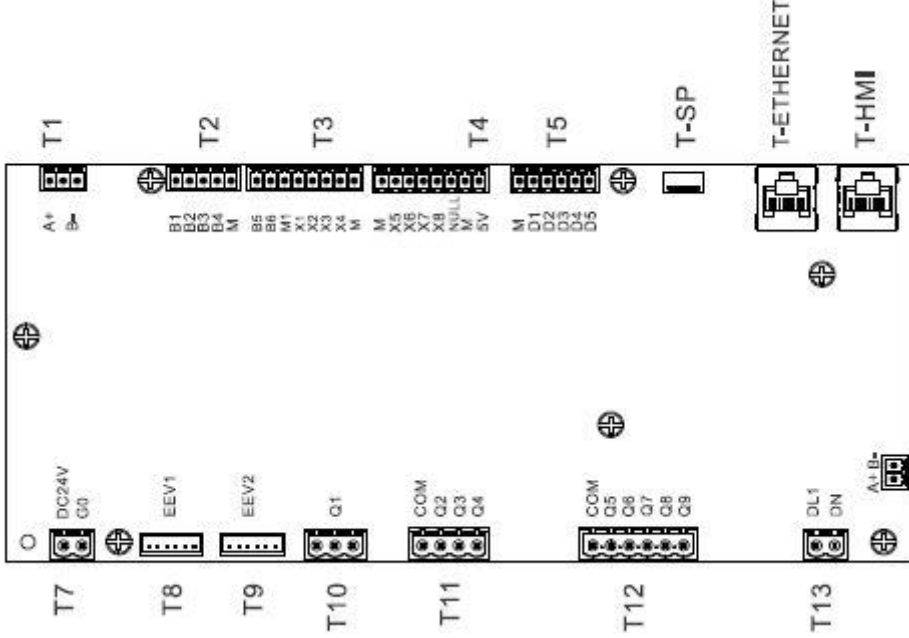 T1
T2
T3
T4
T5
T-SP
T-ETHERNET
T-HMI
A+
B-
B1
B2
B3
B4
M
B5
B6
M1
X1
X2
X3
X4
M
M
X5
X6
X7
X8
NULL
M
5V
M
D1
D2
D3
D4
D5
DC24V
G0
EEV1
EEV2
Q1
COM
Q2
Q3
Q4
COM
Q5
Q6
Q7
Q8
Q9
DL1
DN
A+ B-
T7
T8
T9
T10
T11
T12
T13